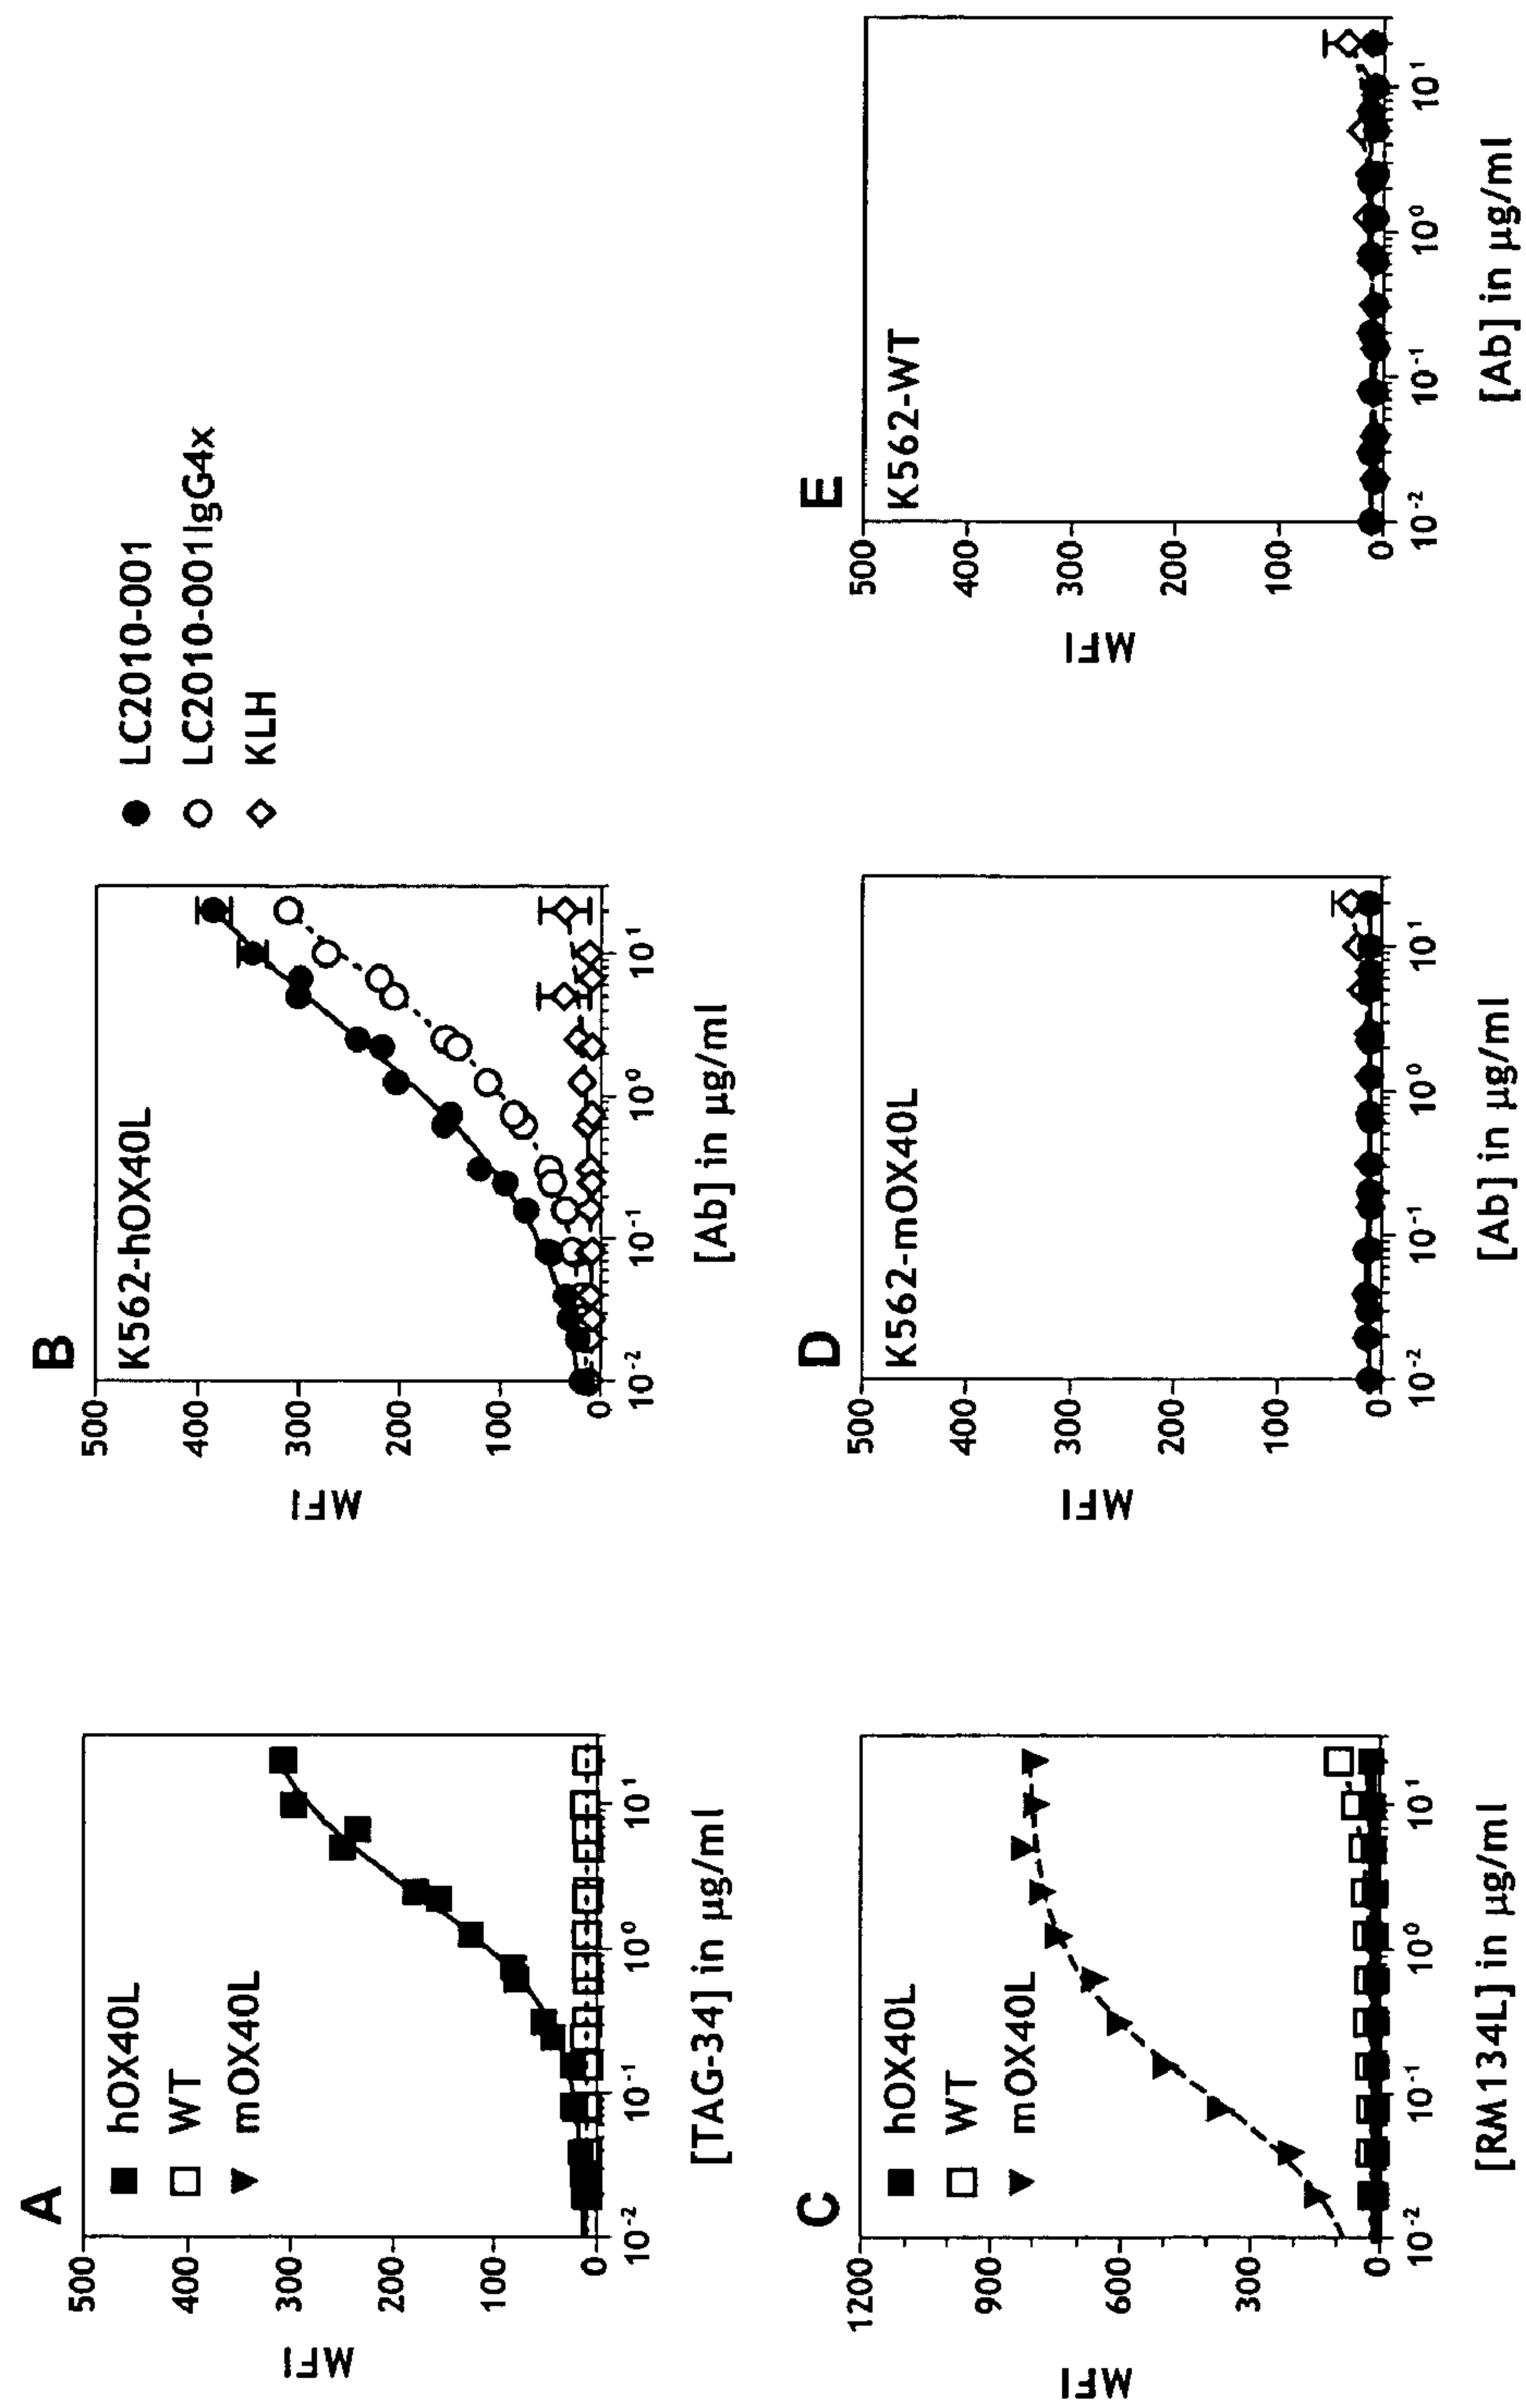 A
500
400
300
200
100
0
MFI
hOX40L
WT
mOX40L
10-2
10-1
100
101
[TAG-34] in µg/ml
B
500
400
300
200
100
0
MFI
K562-hOX40L
10-2
10-1
100
101
[Ab] in µg/ml
LC2010-001
LC2010-001IgG4x
KLH
C
1200
900
600
300
0
MFI
hOX40L
WT
mOX40L
10-2
10-1
100
101
[RM134L] in µg/ml
D
500
400
300
200
100
0
MFI
K562-mOX40L
10-2
10-1
100
101
[Ab] in µg/ml
E
500
400
300
200
100
0
MFI
K562-WT
10-2
10-1
100
101
[Ab] in µg/ml